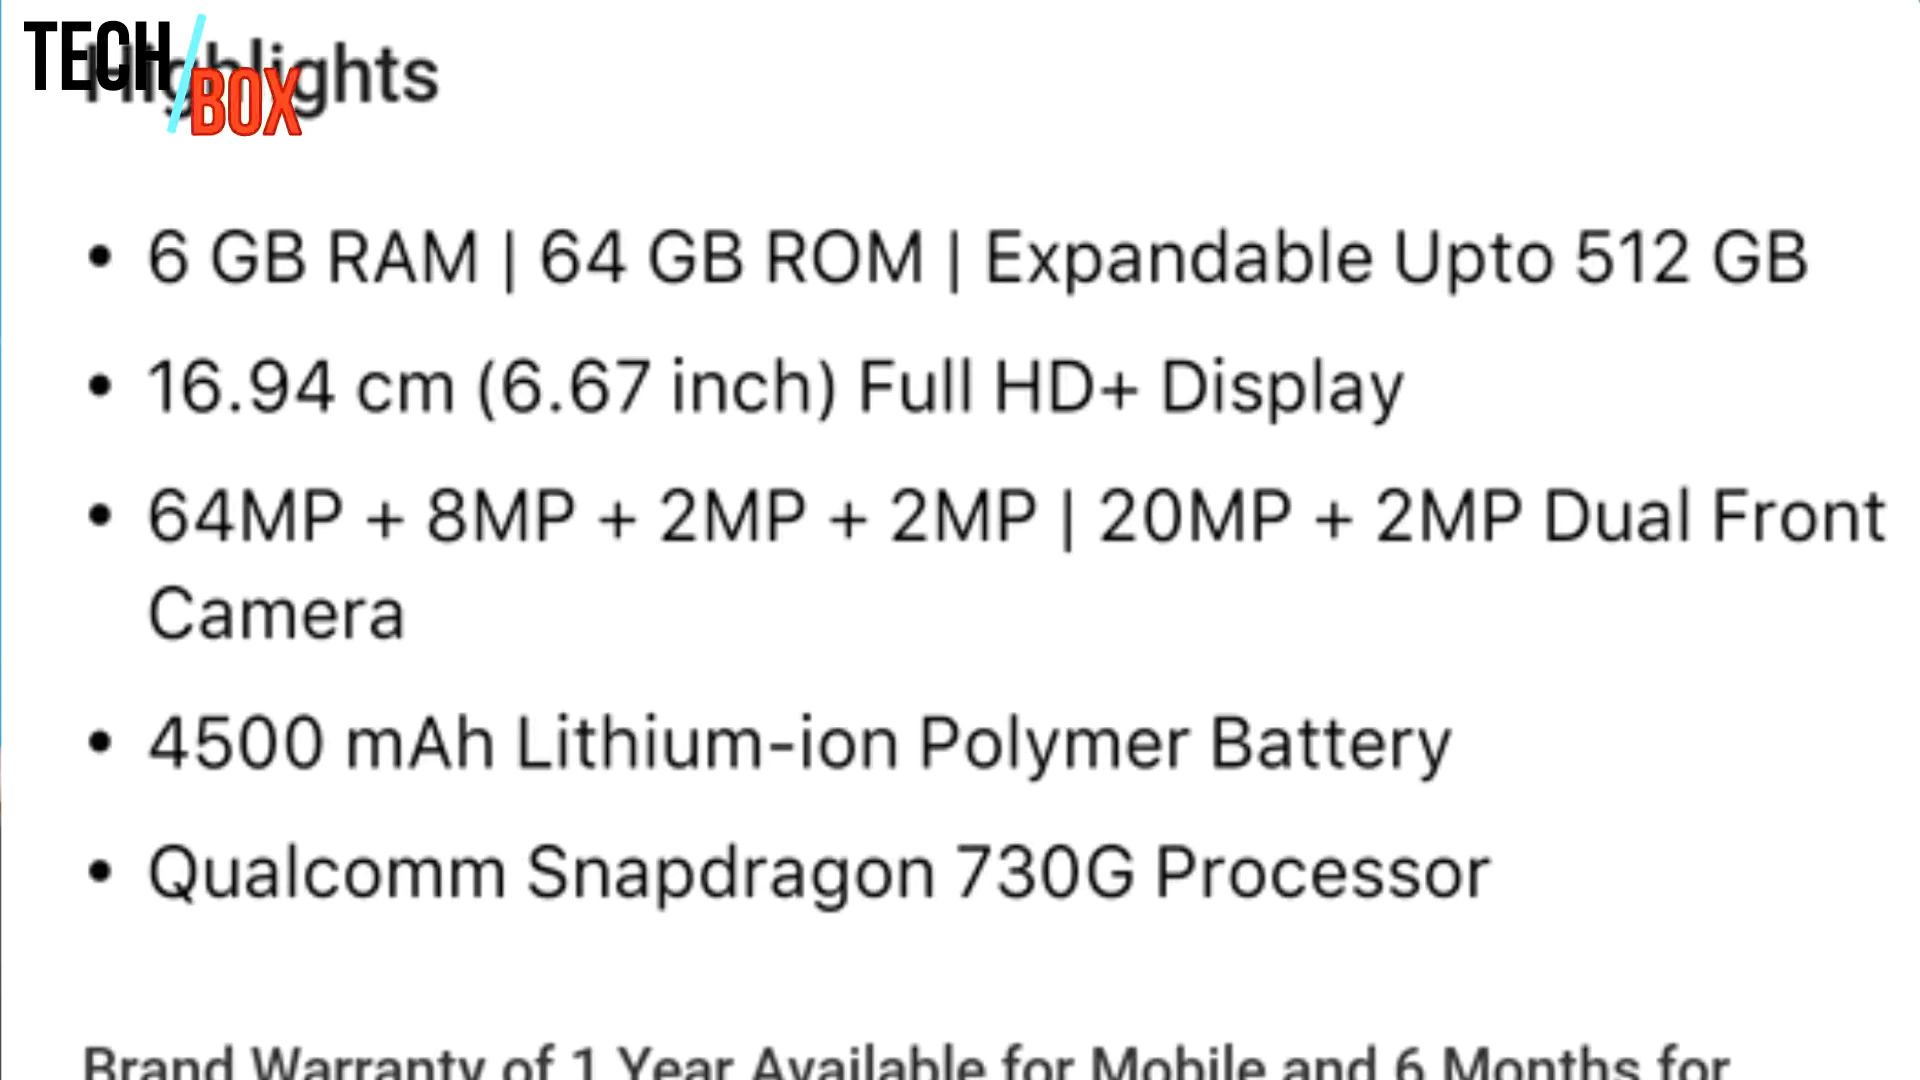 TECH
BOX
Highlights
• 6 GB RAM | 64 GB ROM | Expandable Upto 512 GB
• 16.94 cm (6.67 inch) Full HD+ Display
• 64MP + 8MP + 2MP + 2MP | 20MP + 2MP Dual Front
Camera
• 4500 mAh Lithium-ion Polymer Battery
• Qualcomm Snapdragon 730G Processor
Brand Warranty of 1 Year Available for Mobile and 6 Months for